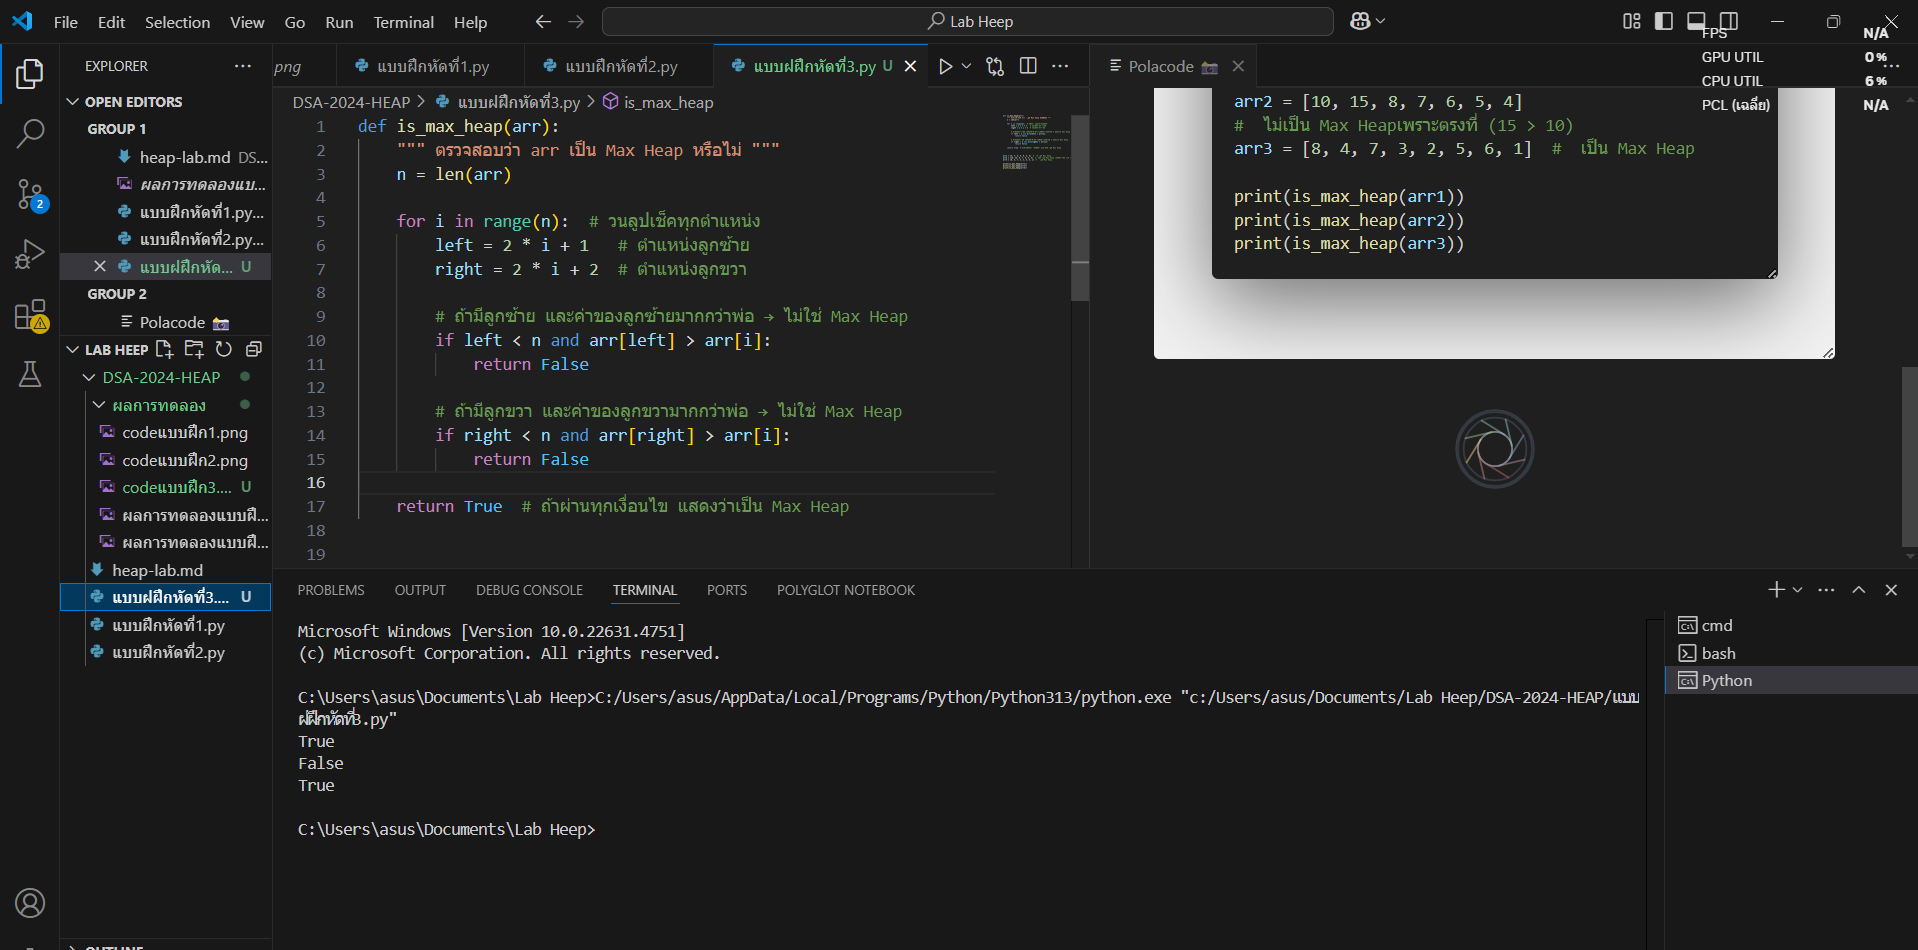 File Edit Selection View Go Run Terminal Help
Lab Heep
FPS N/A
GPU UTIL 0 %
CPU UTIL 6 %
PCL (เฉลี่ย) N/A
EXPLORER
OPEN EDITORS
GROUP 1
heap-lab.md DS...
ผลการทดลองแบ...
แบบฝึกหัดที่1.py...
แบบฝึกหัดที่2.py...
แบบฝฝึกหัด... U
GROUP 2
Polacode
LAB HEEP
DSA-2024-HEAP
ผลการทดลอง
codeแบบฝึก1.png
codeแบบฝึก2.png
codeแบบฝึก3.... U
ผลการทดลองแบบฝึ...
ผลการทดลองแบบฝึ...
heap-lab.md
แบบฝฝึกหัดที่3.... U
แบบฝึกหัดที่1.py
แบบฝึกหัดที่2.py
png แบบฝึกหัดที่1.py แบบฝึกหัดที่2.py แบบฝฝึกหัดที่3.py U
DSA-2024-HEAP > แบบฝฝึกหัดที่3.py > is_max_heap
1 def is_max_heap(arr):
2 """ ตรวจสอบว่า arr เป็น Max Heap หรือไม่ """
3 n = len(arr)
4
5 for i in range(n): # วนลูปเช็คทุกตำแหน่ง
6 left = 2 * i + 1 # ตำแหน่งลูกซ้าย
7 right = 2 * i + 2 # ตำแหน่งลูกขวา
8
9 # ถ้ามีลูกซ้าย และค่าของลูกซ้ายมากกว่าพ่อ → ไม่ใช่ Max Heap
10 if left < n and arr[left] > arr[i]:
11 return False
12
13 # ถ้ามีลูกขวา และค่าของลูกขวามากกว่าพ่อ → ไม่ใช่ Max Heap
14 if right < n and arr[right] > arr[i]:
15 return False
16
17 return True # ถ้าผ่านทุกเงื่อนไข แสดงว่าเป็น Max Heap
18
19
Polacode
arr2 = [10, 15, 8, 7, 6, 5, 4]
# ไม่เป็น Max Heapเพราะตรงที่ (15 > 10)
arr3 = [8, 4, 7, 3, 2, 5, 6, 1] # เป็น Max Heap
print(is_max_heap(arr1))
print(is_max_heap(arr2))
print(is_max_heap(arr3))
PROBLEMS OUTPUT DEBUG CONSOLE TERMINAL PORTS POLYGLOT NOTEBOOK
Microsoft Windows [Version 10.0.22631.4751]
(c) Microsoft Corporation. All rights reserved.
C:\Users\asus\Documents\Lab Heep>C:/Users/asus/AppData/Local/Programs/Python/Python313/python.exe "c:/Users/asus/Documents/Lab Heep/DSA-2024-HEAP/แบบ
ฝฝึกหัดที่3.py"
True
False
True
C:\Users\asus\Documents\Lab Heep>
cmd
bash
Python
2
OUTLINE